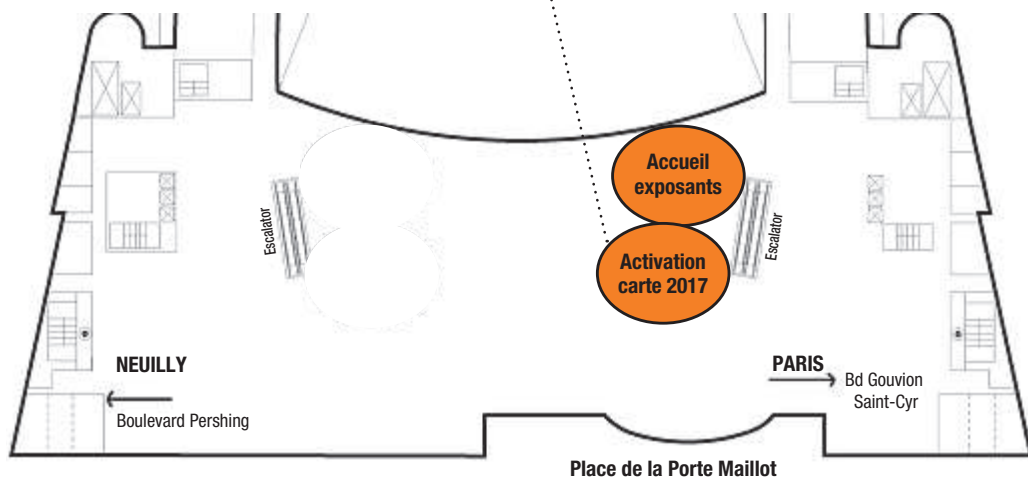 Accueil
exposants
Escalator
Escalator
Activation
carte 2017
NEUILLY
Boulevard Pershing
PARIS
Bd Gouvion
Saint-Cyr
Place de la Porte Maillot